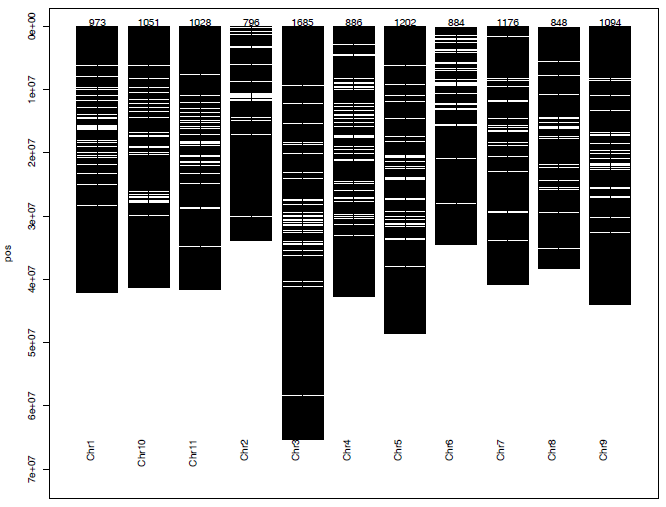 973 1051 1028 796 1685 886 1202 884 1176 848 1094
0e+00
1e+07
2e+07
3e+07
4e+07
5e+07
6e+07
7e+07
pos
Chr1 Chr10 Chr11 Chr2 Chr3 Chr4 Chr5 Chr6 Chr7 Chr8 Chr9